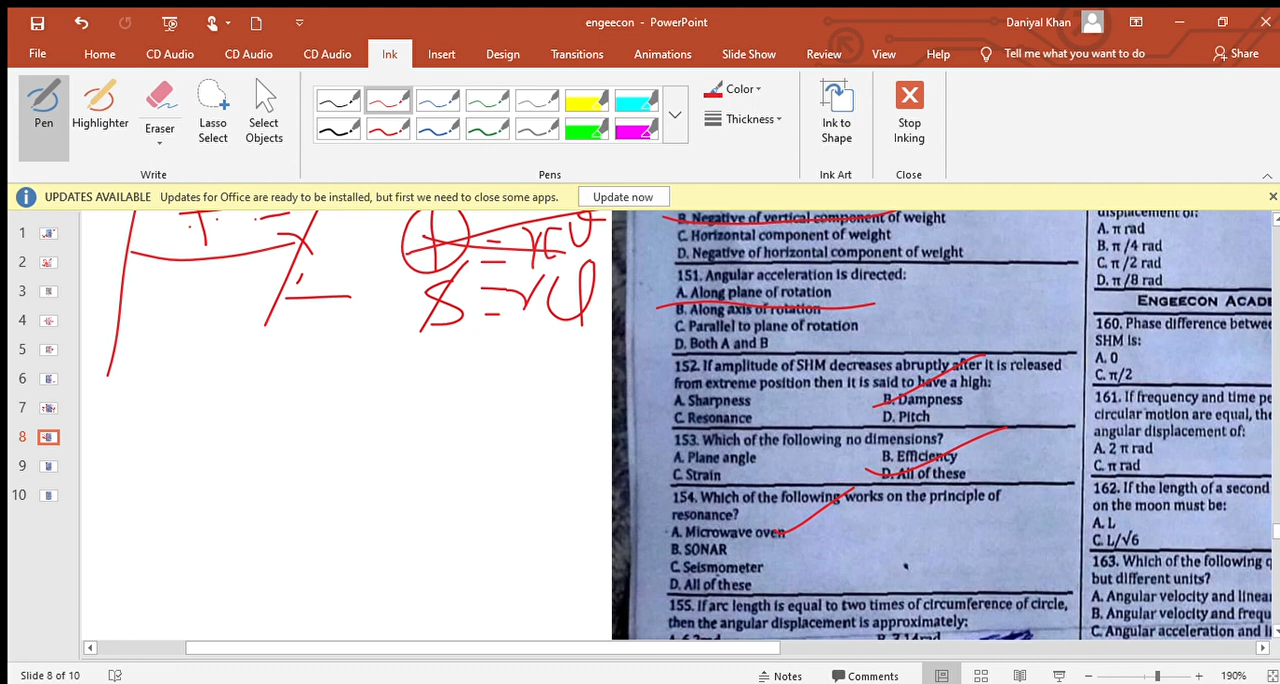 engeecon - PowerPoint
Daniyal Khan
File Home CD Audio CD Audio CD Audio Ink Insert Design Transitions Animations Slide Show Review View Help Tell me what you want to do Share
Pen
Highlighter
Eraser
Lasso Select
Select Objects
Color
Thickness
Ink to Shape
Stop Inking
Write
Pens
Ink Art
Close
UPDATES AVAILABLE Updates for Office are ready to be installed, but first we need to close some apps. Update now
1
2
3
4
5
6
7
8
9
10
B. Negative of vertical component of weight
C. Horizontal component of weight
D. Negative of horizontal component of weight
151. Angular acceleration is directed:
A. Along plane of rotation
B. Along axis of rotation
C. Parallel to plane of rotation
D. Both A and B
152. If amplitude of SHM decreases abruptly after it is released
from extreme position then it is said to have a high:
A. Sharpness B. Dampness
C. Resonance D. Pitch
153. Which of the following no dimensions?
A. Plane angle B. Efficiency
C. Strain D. All of these
154. Which of the following works on the principle of
resonance?
A. Microwave oven
B. SONAR
C. Seismometer
D. All of these
155. If arc length is equal to two times of circumference of circle,
then the angular displacement is approximately:
displacement of:
A. π rad
B. π /4 rad
C. π /2 rad
D. π /8 rad
ENGEECON ACAD
160. Phase difference betwee
SHM is:
A. 0
C. π/2
161. If frequency and time pe
circular motion are equal, the
angular displacement of:
A. 2 π rad
C. π rad
162. If the length of a second
on the moon must be:
A. L
C. L/√6
163. Which of the following q
but different units?
A. Angular velocity and linea
B. Angular velocity and frequ
C. Angular acceleration and li
Slide 8 of 10
Notes
Comments
190%